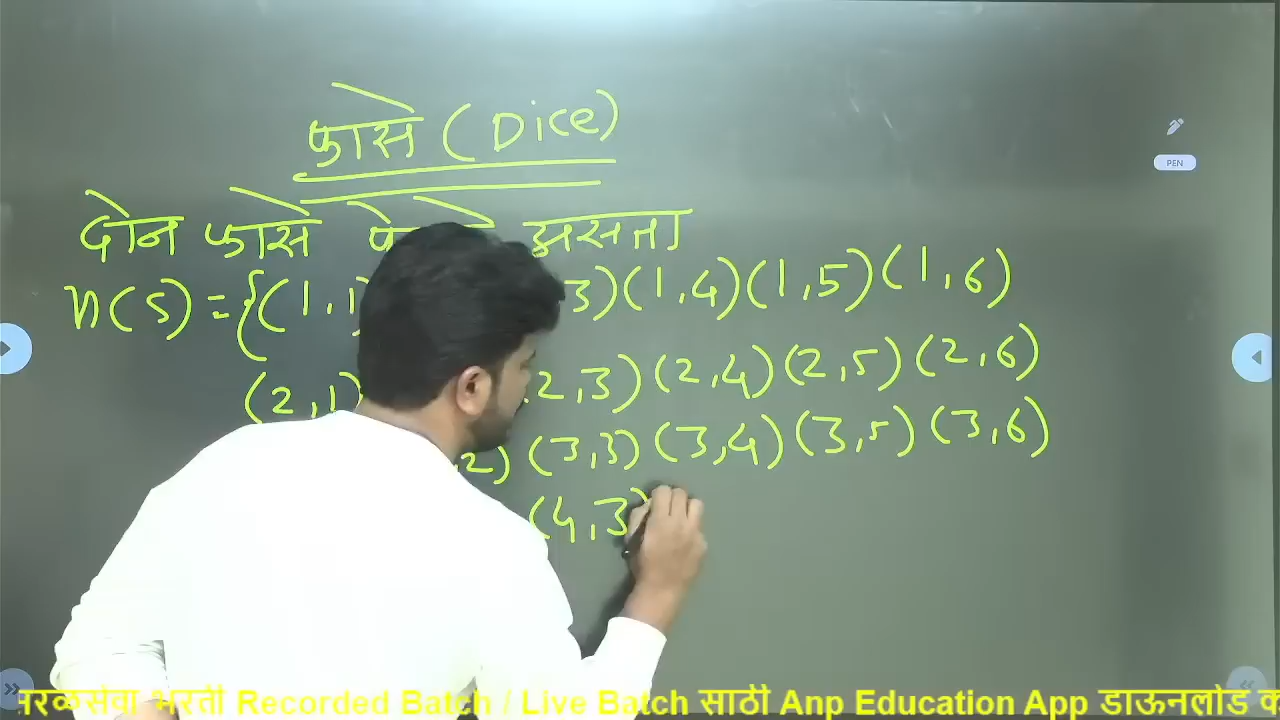 फासे (Dice)
दोन फासे असता
n(s) = {(1,1) 3) (1,4) (1,5) (1,6)
(2,1) 2,3) (2,4) (2,5) (2,6)
,2) (3,3) (3,4) (3,5) (3,6)
(4,3)
PEN
सरळसेवा भरती Recorded Batch / Live Batch साठी Anp Education App डाऊनलोड क